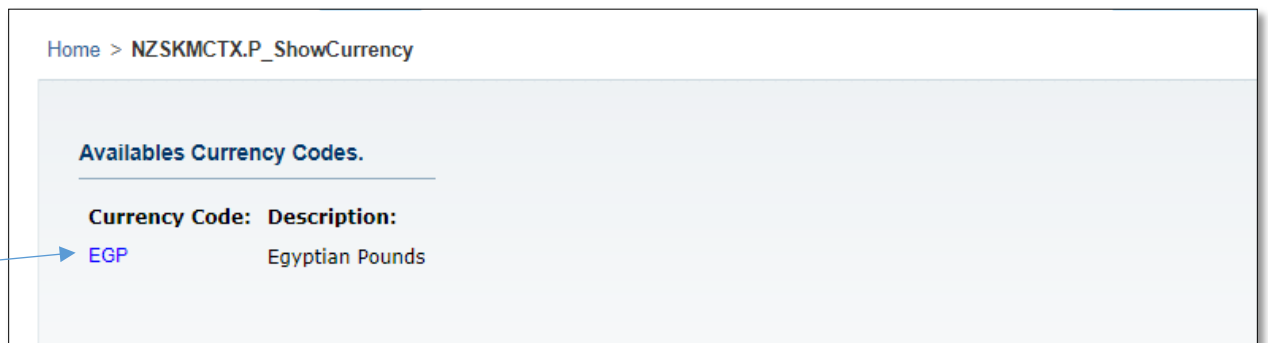 Home > NZSKMCTX.P_ShowCurrency
Availables Currency Codes.
Currency Code: Description:
EGP Egyptian Pounds